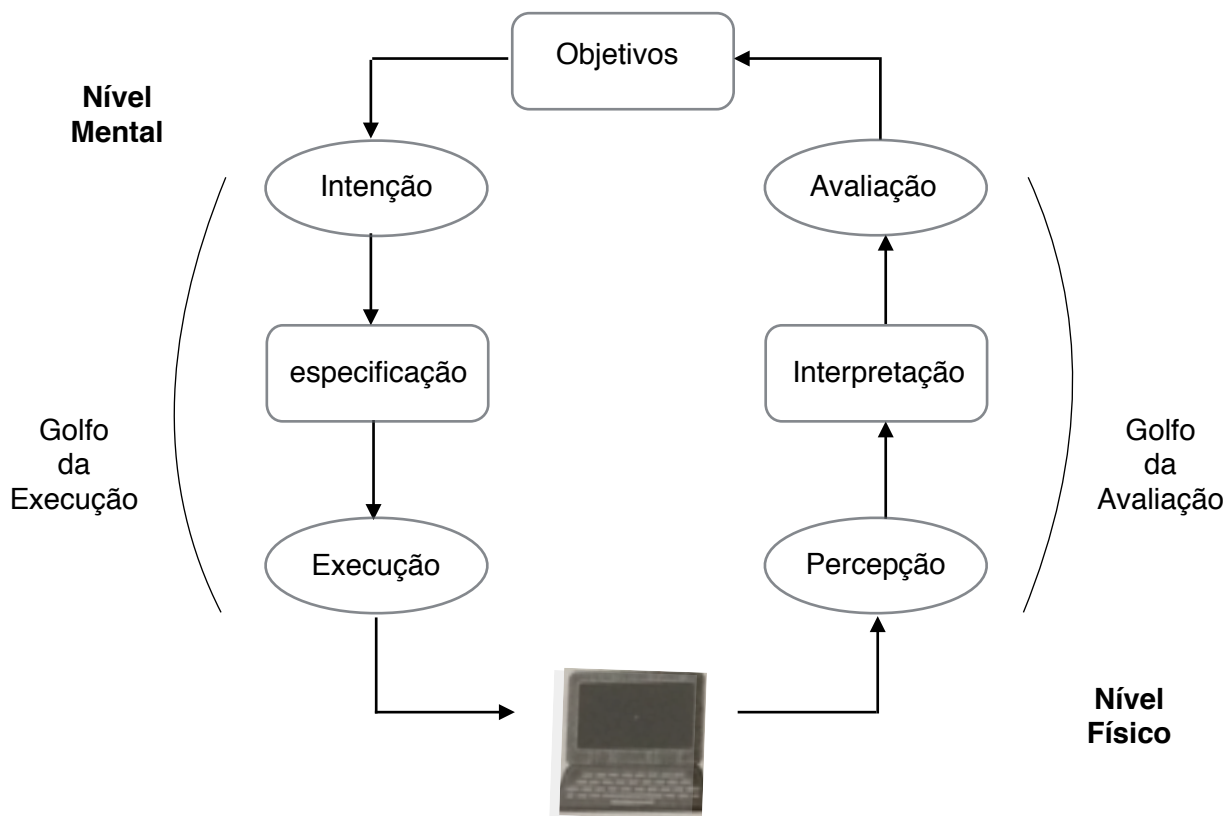 Objetivos
Nível
Mental
Intenção
Avaliação
especificação
Interpretação
Golfo
da
Execução
Golfo
da
Avaliação
Execução
Percepção
Nível
Físico